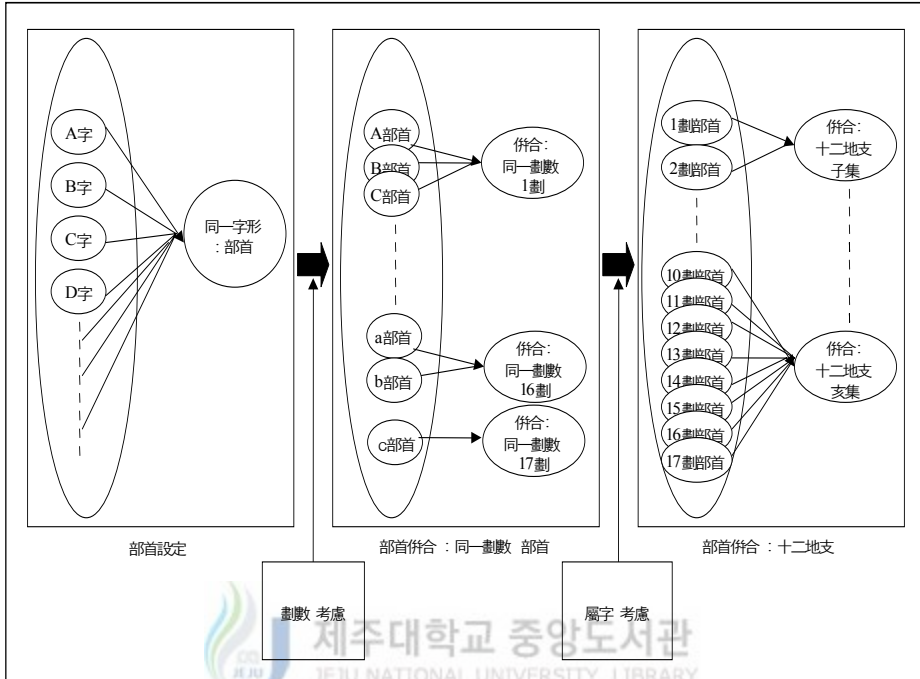 A字
B字
C字
D字
同一字形
: 部首
部首設定
A部首
B部首
C部首
倂合:
同一劃數
1劃
a部首
b部首
倂合:
同一劃數
16劃
c部首
倂合:
同一劃數
17劃
部首倂合 : 同一劃數 部首
1劃部首
2劃部首
倂合:
十二地支
子集
10劃部首
11劃部首
12劃部首
13劃部首
14劃部首
15劃部首
16劃部首
17劃部首
倂合:
十二地支
亥集
部首倂合 : 十二地支
劃數 考慮
屬字 考慮
제주대학교 중앙도서관
JEJU NATIONAL UNIVERSITY LIBRARY
JEJU